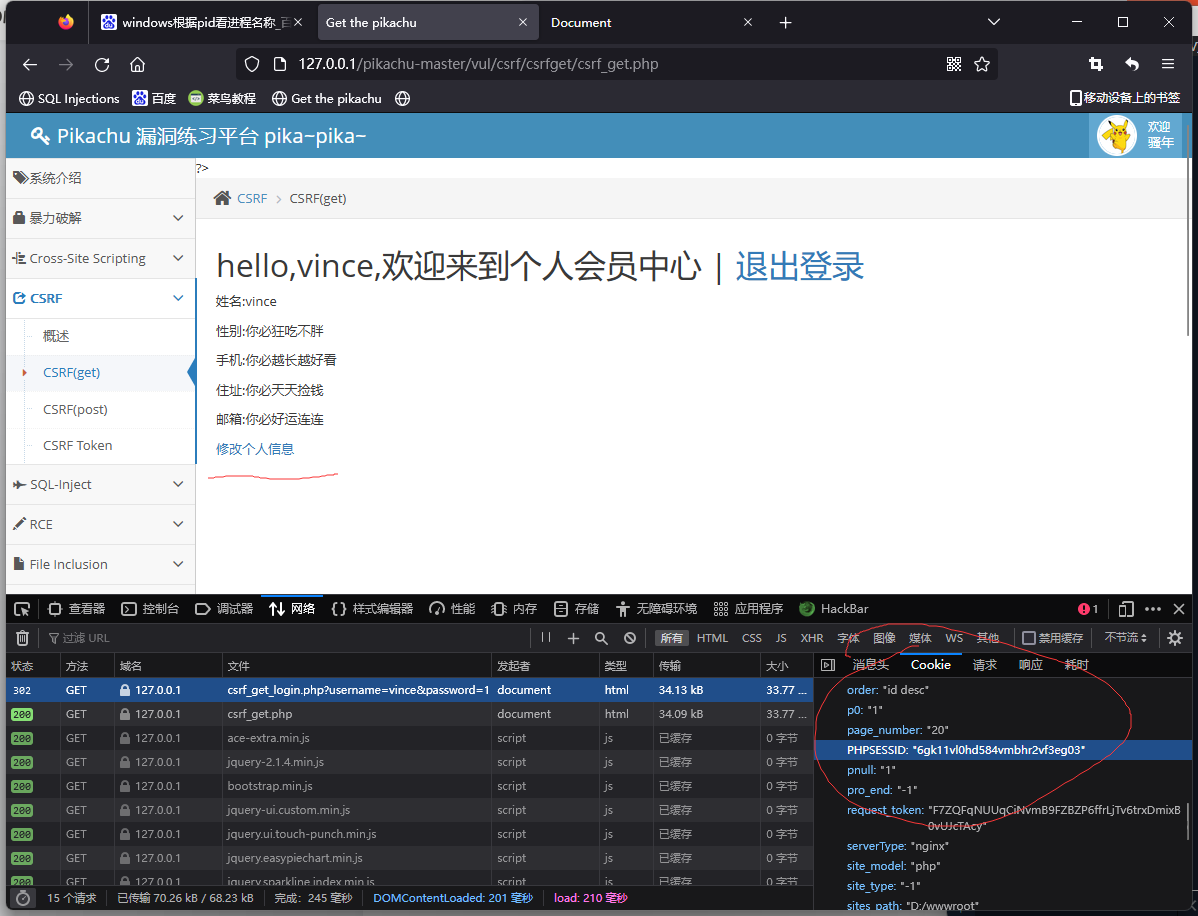 windows根据pid看进程名称_百
Get the pikachu
Document
127.0.0.1/pikachu-master/vul/csrf/csrfget/csrf_get.php
SQL Injections 百度 菜鸟教程 Get the pikachu 移动设备上的书签
Pikachu 漏洞练习平台 pika~pika~
欢迎
骚年
系统介绍
暴力破解
Cross-Site Scripting
CSRF
概述
CSRF(get)
CSRF(post)
CSRF Token
SQL-Inject
RCE
File Inclusion
?>
CSRF > CSRF(get)
hello,vince,欢迎来到个人会员中心 | 退出登录
姓名:vince
性别:你必狂吃不胖
手机:你必越长越好看
住址:你必天天捡钱
邮箱:你必好运连连
修改个人信息
查看器 控制台 调试器 网络 样式编辑器 性能 内存 存储 无障碍环境 应用程序 HackBar 1
过滤 URL 所有 HTML CSS JS XHR 字体 图像 媒体 WS 其他 禁用缓存 不节流
状态 方法 域名 文件 发起者 类型 传输 大小
302 GET 127.0.0.1 csrf_get_login.php?username=vince&password=1 document html 34.13 kB 33.77 ...
200 GET 127.0.0.1 csrf_get.php document html 34.09 kB 33.77 ...
200 GET 127.0.0.1 ace-extra.min.js script js 已缓存 0 字节
200 GET 127.0.0.1 jquery-2.1.4.min.js script js 已缓存 0 字节
200 GET 127.0.0.1 bootstrap.min.js script js 已缓存 0 字节
200 GET 127.0.0.1 jquery-ui.custom.min.js script js 已缓存 0 字节
200 GET 127.0.0.1 jquery.ui.touch-punch.min.js script js 已缓存 0 字节
200 GET 127.0.0.1 jquery.easypiechart.min.js script js 已缓存 0 字节
200 GET 127.0.0.1 jquery.sparkline.index.min.js script js 已缓存 0 字节
消息头 Cookie 请求 响应 耗时
order: "id desc"
p0: "1"
page_number: "20"
PHPSESSID: "6gk11vl0hd584vmbhr2vf3eg03"
pnull: "1"
pro_end: "-1"
request_token: "F7ZQFqNUUqCiNvmB9FZBZP6ffrLjTv6trxDmixB
0vUJcTAcy"
serverType: "nginx"
site_model: "php"
site_type: "-1"
sites_path: "D:/wwwroot"
15 个请求 已传输 70.26 kB / 68.23 kB 完成：245 毫秒 DOMContentLoaded: 201 毫秒 load: 210 毫秒